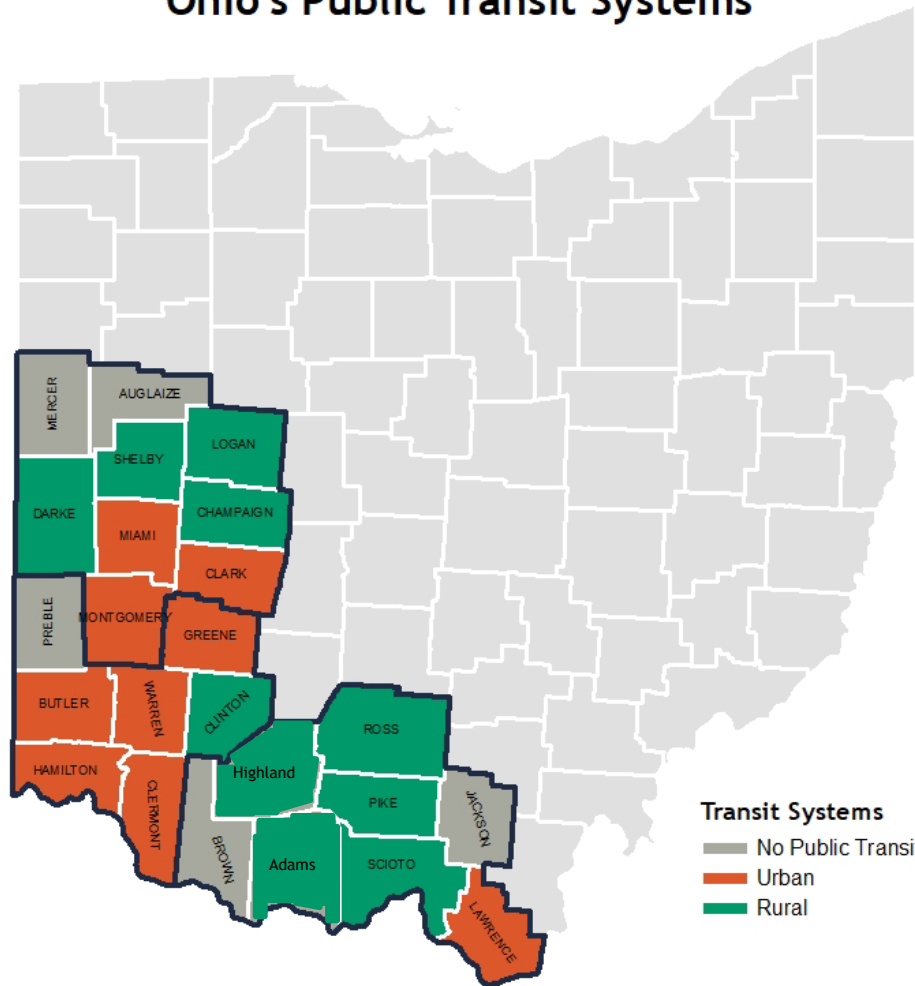 Ohio's Public Transit Systems
MERCER
AUGLAIZE
LOGAN
SHELBY
DARKE
CHAMPAIGN
MIAMI
CLARK
PREBLE
MONTGOMERY
GREENE
BUTLER
WARREN
CLINTON
ROSS
HAMILTON
Highland
CLERMONT
PIKE
JACKSON
BROWN
Adams
SCIOTO
LAWRENCE
Transit Systems
No Public Transi
Urban
Rural